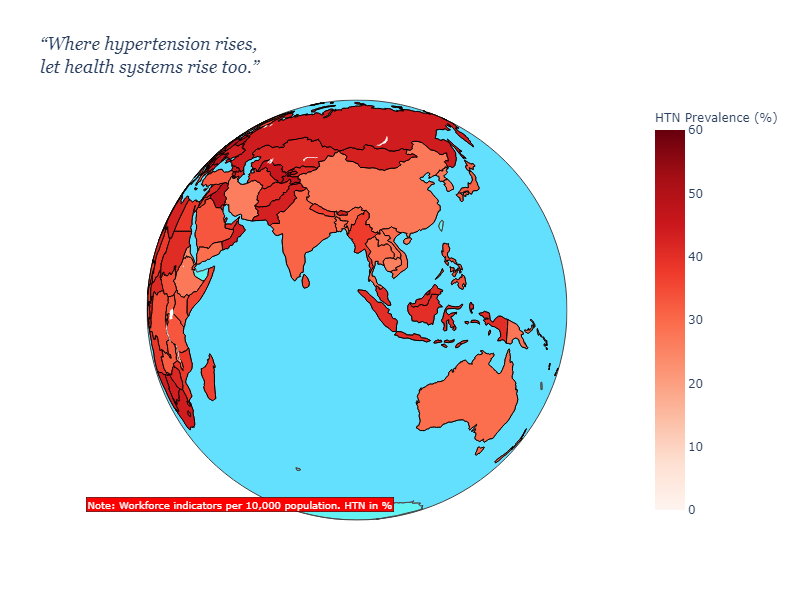 “Where hypertension rises,
let health systems rise too.”
HTN Prevalence (%)
60
50
40
30
20
10
0
Note: Workforce indicators per 10,000 population. HTN in %